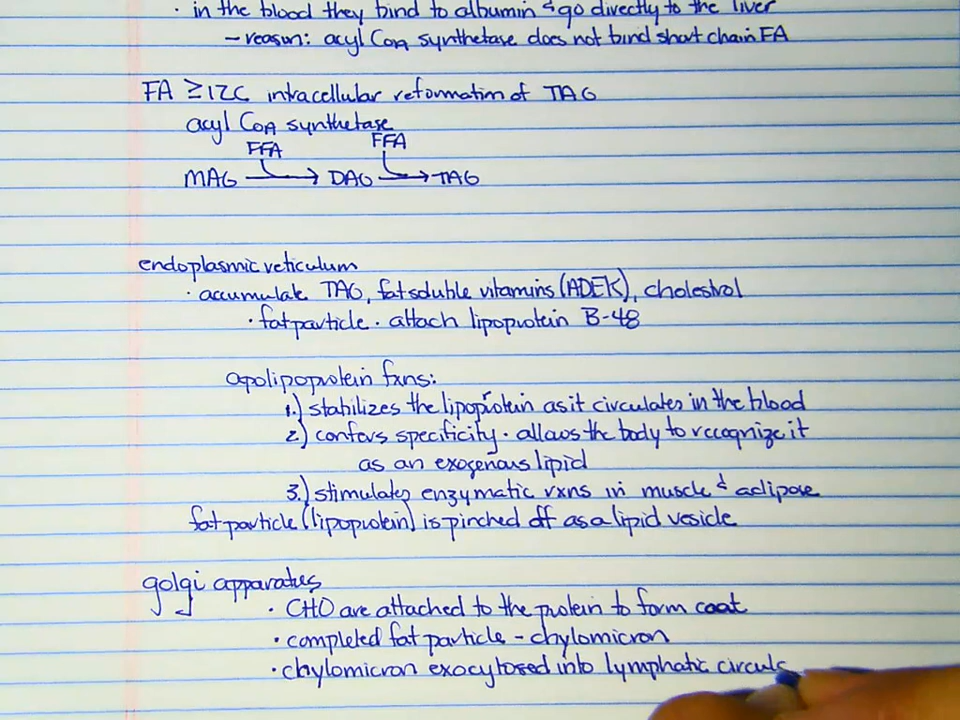 · in the blood they bind to albumin & go directly to the liver
– reason: acyl CoA synthetase does not bind short chain FA
FA ≥12C intracellular reformation of TAG
acyl CoA synthetase
FFA FFA
MAG → DAG → TAG
endoplasmic reticulum
· accumulate TAG, fat soluble vitamins (ADEK), cholestrol
· fat particle · attach lipoprotein B-48
apolipoprotein fxns:
1.) stabilizes the lipoprotein as it circulates in the blood
2) confers specificity · allows the body to recognize it
as an exogenous lipid
3.) stimulates enzymatic rxns in muscle & adipose
fat particle (lipoprotein) is pinched off as a lipid vesicle
golgi apparatus
· CHO are attached to the protein to form coat
· completed fat particle – chylomicron
· chylomicron exocytosed into lymphatic circula